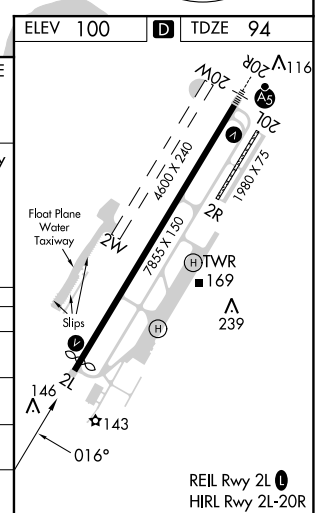 ELEV 100
D
TDZE 94
20W
20R
116
A5
V
20L
4600 X 240
1980 X 75
2R
Float Plane
Water
Taxiway
2W
7855 X 150
H TWR
169
239
Slips
H
V
2L
146
143
016°
REIL Rwy 2L L
HIRL Rwy 2L-20R